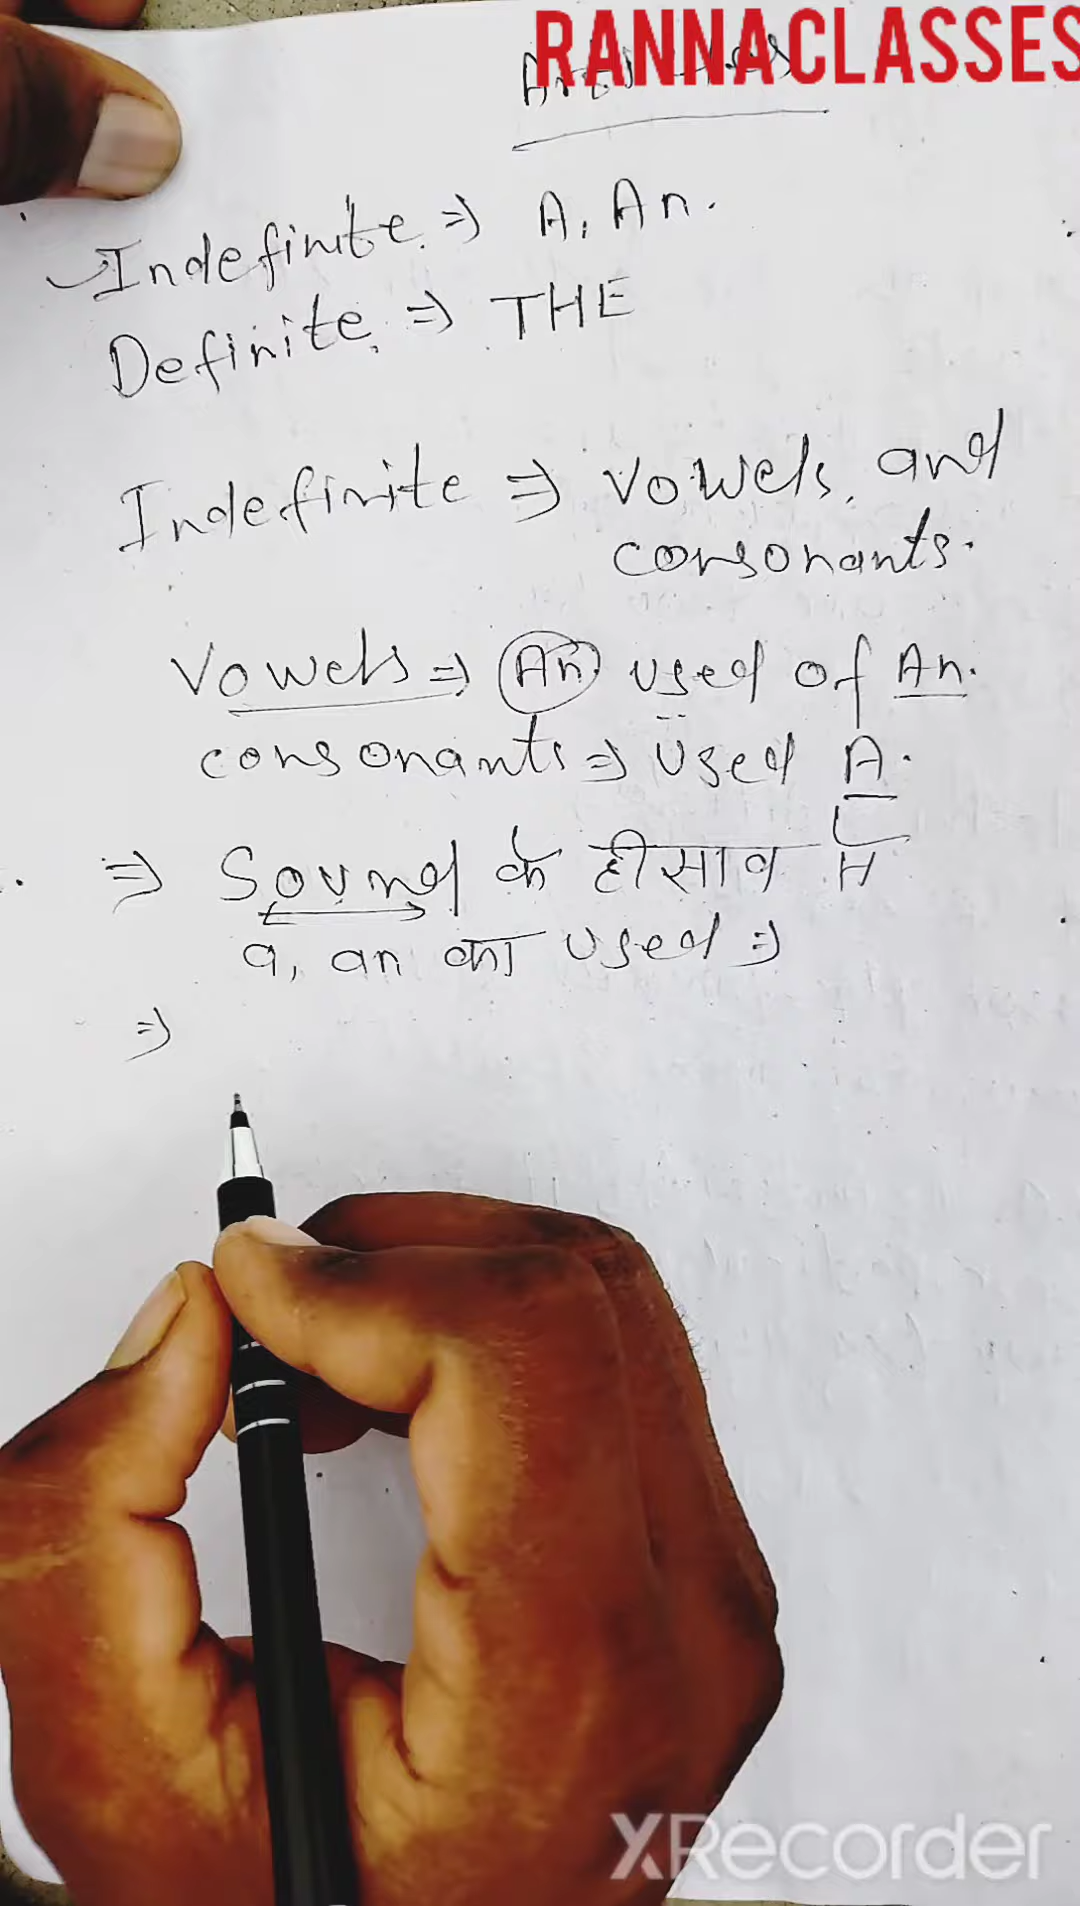 RANNACLASSES
Indefinite. => A, An.
Definite. => THE
Indefinite => Vowels, and
consonants.
Vowels => An used of An.
consonants => Used A.
=> Sound के हीसाव से
a, an का used =>
=>
XRecorder